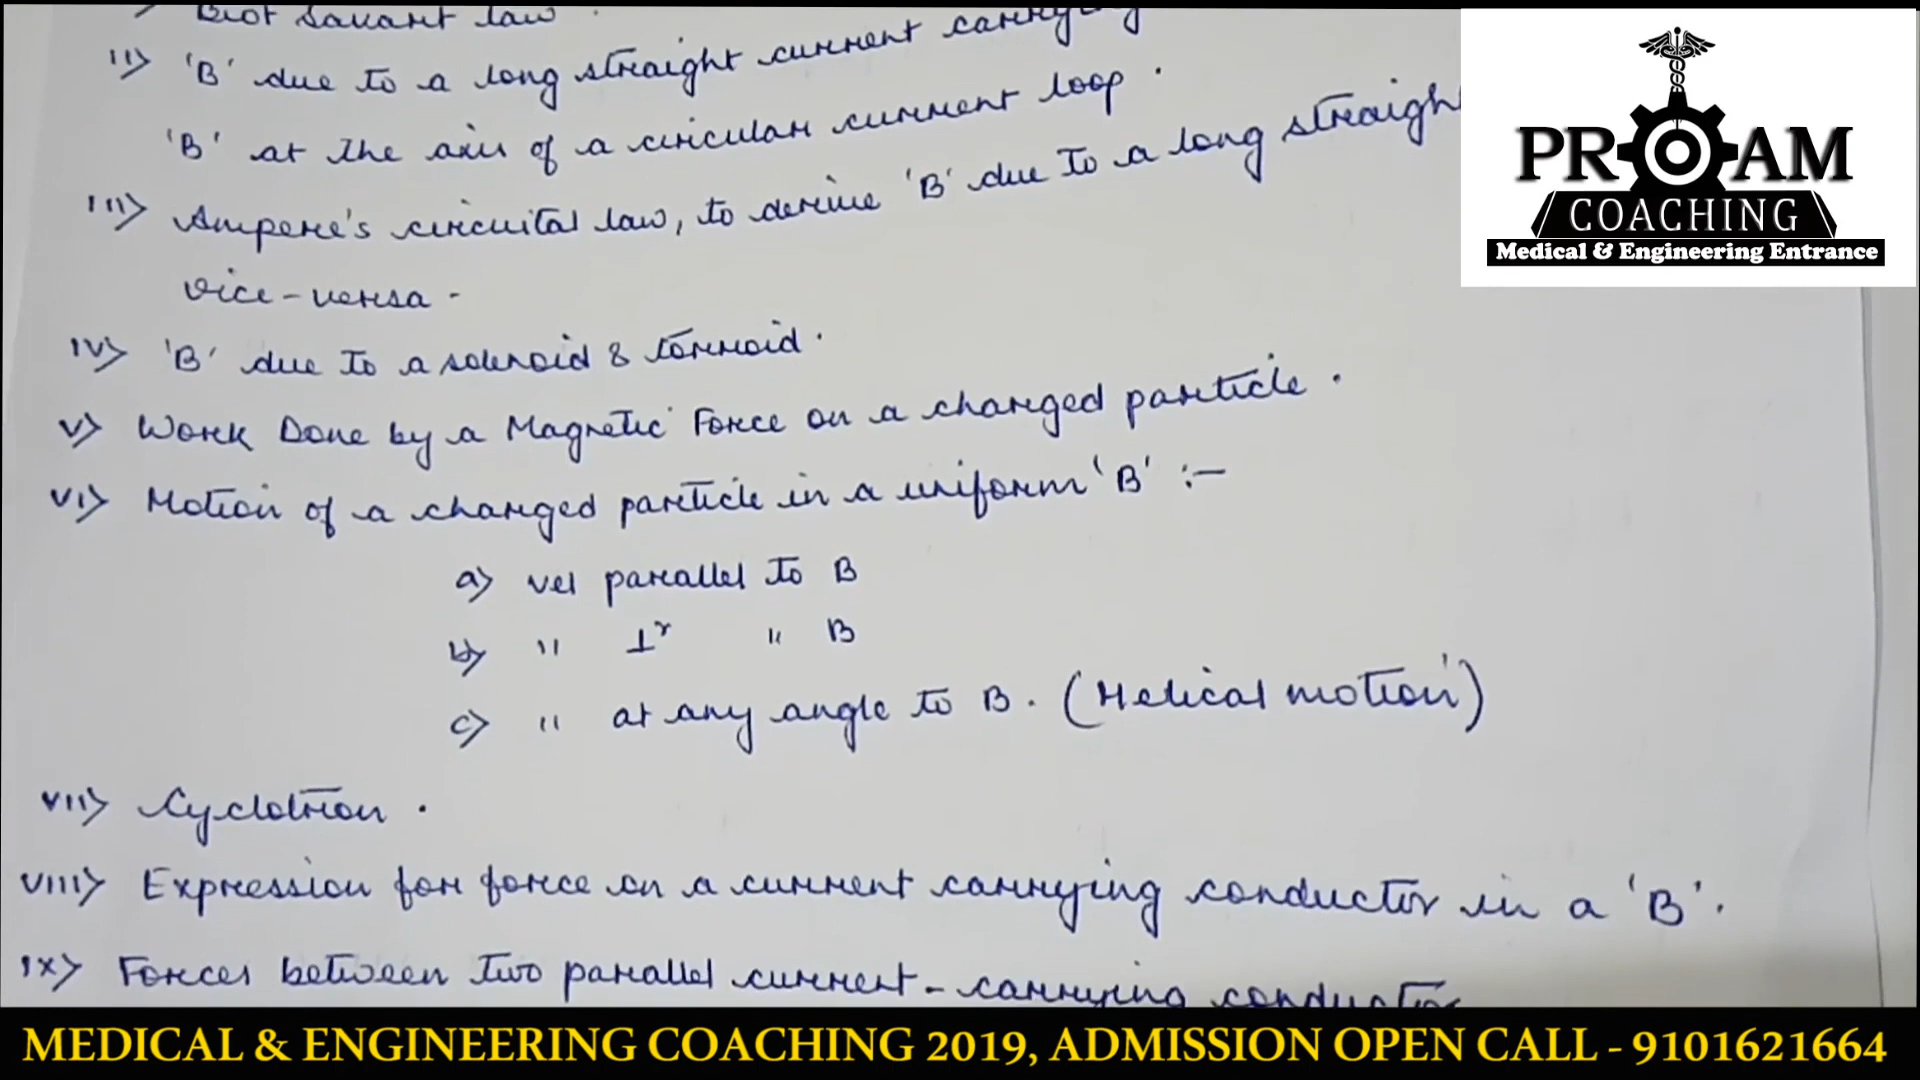 Biot Savart law.
11) 'B' due to a long straight current carrying
'B' at the axis of a circular current loop.
111) Ampere's circuital law, to derive 'B' due to a long straight
vice-versa -
IV) 'B' due to a solenoid & torroid.
V) Work Done by a Magnetic Force on a charged particle.
VI) Motion of a charged particle in a uniform 'B' :-
a) vel parallel to B
b) " ⊥r " B
c) " at any angle to B. (Helical motion)
VII) Cyclotron.
VIII) Expression for force on a current carrying conductor in a 'B'.
IX) Forces between two parallel current-carrying conductor
PROAM
COACHING
Medical & Engineering Entrance
MEDICAL & ENGINEERING COACHING 2019, ADMISSION OPEN CALL - 9101621664